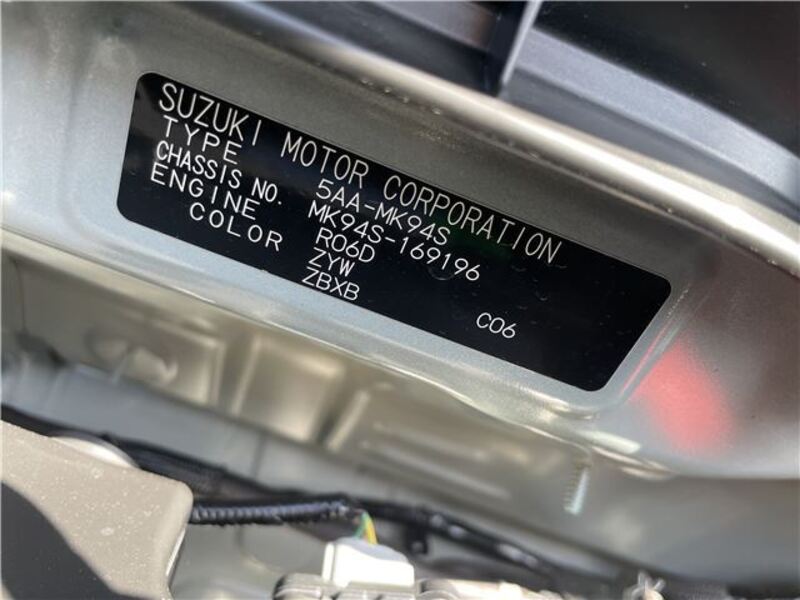 SUZUKI MOTOR CORPORATION
TYPE 5AA-MK94S
CHASSIS NO. MK94S-169196
ENGINE R06D
COLOR ZYW
ZBXB C06